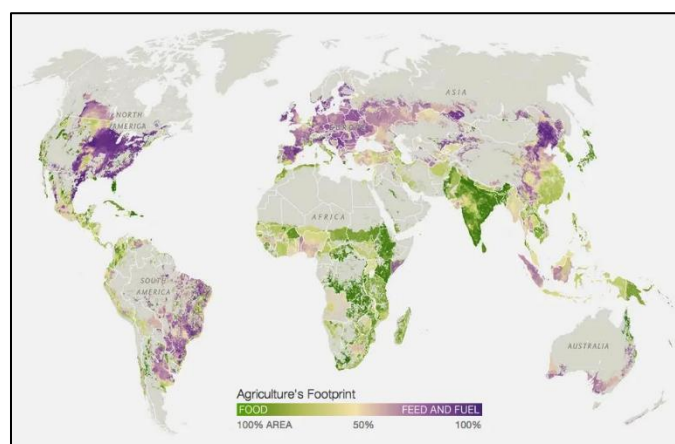 NORTH
AMERICA
ASIA
AFRICA
SOUTH
AMERICA
AUSTRALIA
Agriculture's Footprint
FOOD FEED AND FUEL
100% AREA 50% 100%